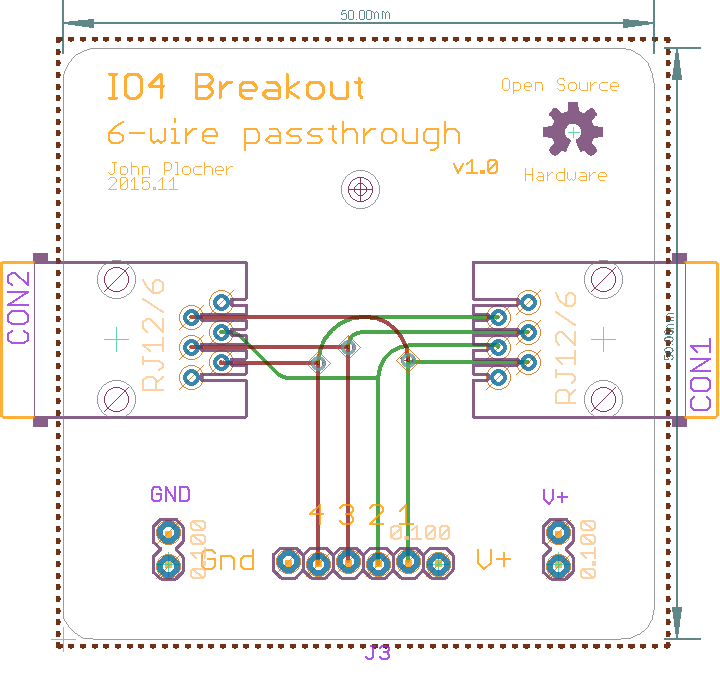 50.00mm
IO4 Breakout
Open Source
6-wire passthrough
John Plocher
2015.11
v1.0
Hardware
CON2
RJ12/6
RJ12/6
50.00mm
CON1
GND
V+
4 3 2 1
0.100
0.100
0.100
Gnd
V+
J3